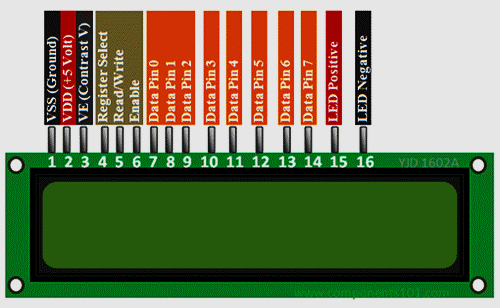 VSS (Ground)
VDD (+5 Volt)
VE (Contrast V)
Register Select
Read/Write
Enable
Data Pin 0
Data Pin 1
Data Pin 2
Data Pin 3
Data Pin 4
Data Pin 5
Data Pin 6
Data Pin 7
LED Positive
LED Negative
1 2 3 4 5 6 7 8 9 10 11 12 13 14 15 16
YJD 1602A
www.components101.com